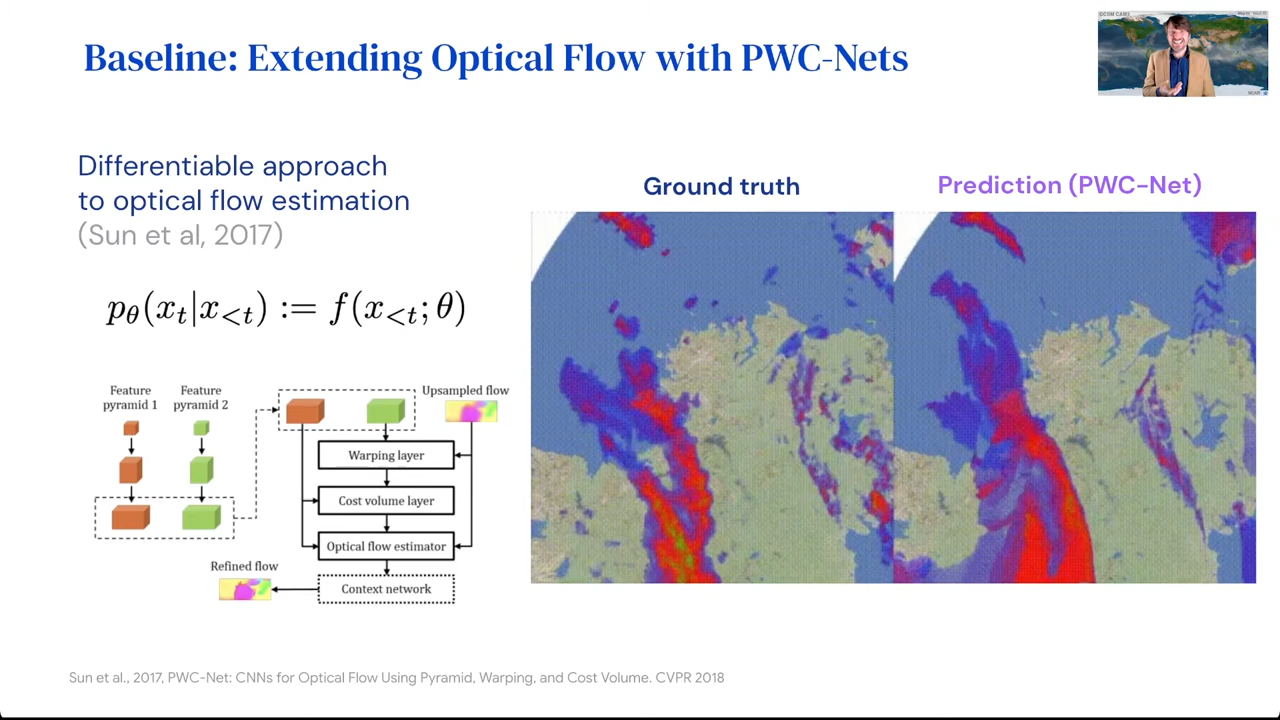 Baseline: Extending Optical Flow with PWC-Nets
Differentiable approach
to optical flow estimation
(Sun et al, 2017)
pθ(xt|x<t) := f(x<t; θ)
Ground truth
Prediction (PWC-Net)
Feature
pyramid 1
Feature
pyramid 2
Upsampled flow
Warping layer
Cost volume layer
Optical flow estimator
Refined flow
Context network
Sun et al., 2017, PWC-Net: CNNs for Optical Flow Using Pyramid, Warping, and Cost Volume. CVPR 2018